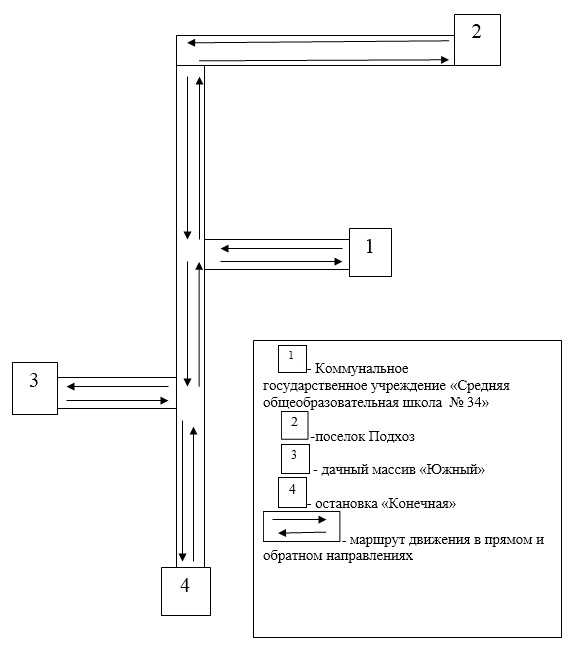 2
1
3
4
1 - Коммунальное
государственное учреждение «Средняя
общеобразовательная школа № 34»
2 -поселок Подхоз
3 - дачный массив «Южный»
4 - остановка «Конечная»
- маршрут движения в прямом и
обратном направлениях